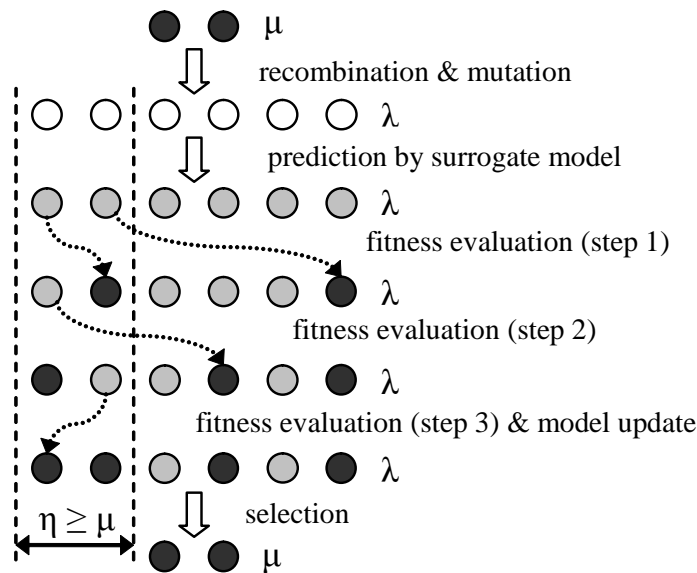 μ
recombination & mutation
λ
prediction by surrogate model
λ
fitness evaluation (step 1)
λ
fitness evaluation (step 2)
λ
fitness evaluation (step 3) & model update
λ
η ≥ μ
selection
μ